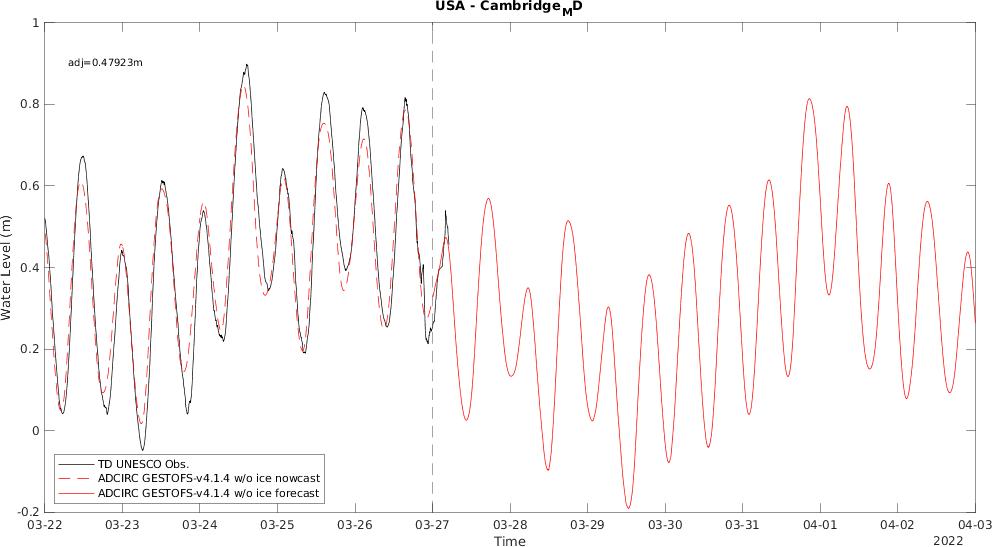 USA - Cambridge_MD
adj=0.47923m
Water Level (m)
1
0.8
0.6
0.4
0.2
0
-0.2
TD UNESCO Obs.
ADCIRC GESTOFS-v4.1.4 w/o ice nowcast
ADCIRC GESTOFS-v4.1.4 w/o ice forecast
03-22 03-23 03-24 03-25 03-26 03-27 03-28 03-29 03-30 03-31 04-01 04-02 04-03
Time
2022